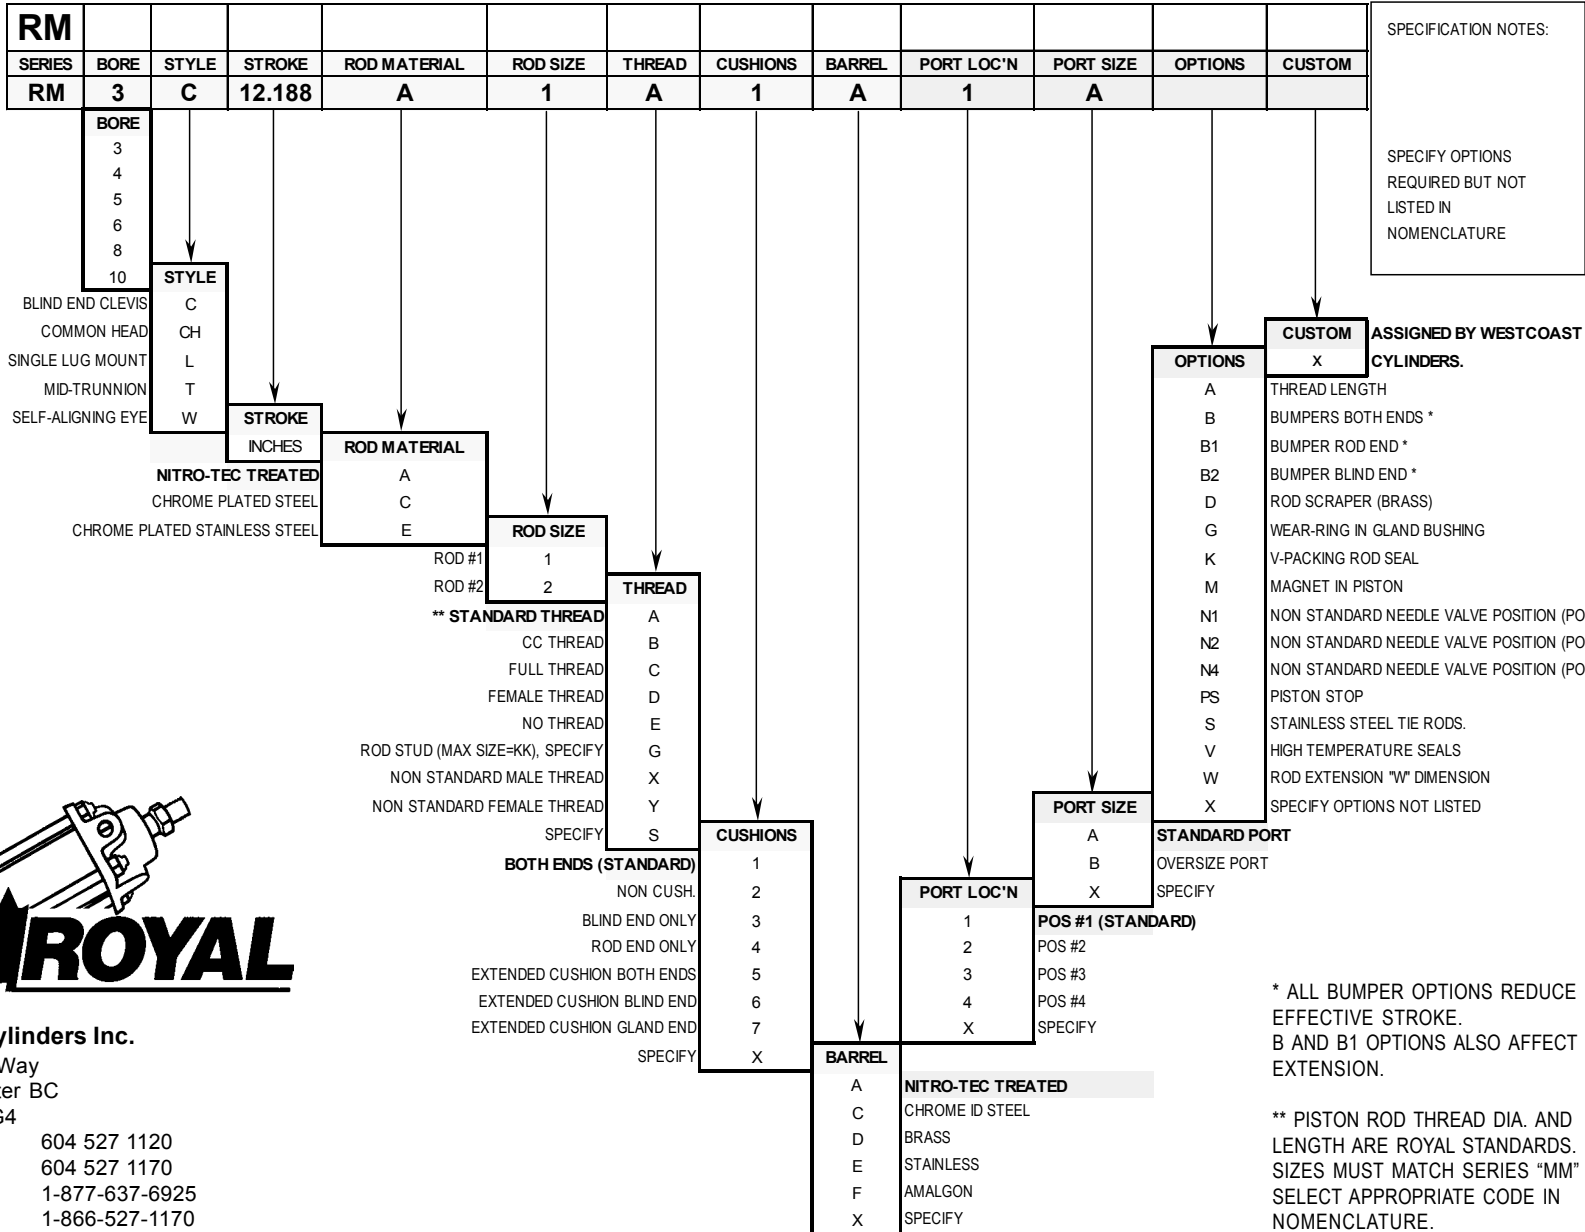 RM
SPECIFICATION NOTES:
SERIES BORE STYLE STROKE ROD MATERIAL ROD SIZE THREAD CUSHIONS BARREL PORT LOC'N PORT SIZE OPTIONS CUSTOM
RM 3 C 12.188 A 1 A 1 A 1 A
SPECIFY OPTIONS
REQUIRED BUT NOT
LISTED IN
NOMENCLATURE
BORE
3
4
5
6
8
10
STYLE
BLIND END CLEVIS C
COMMON HEAD CH
SINGLE LUG MOUNT L
MID-TRUNNION T
SELF-ALIGNING EYE W
STROKE
INCHES
ROD MATERIAL
NITRO-TEC TREATED A
CHROME PLATED STEEL C
CHROME PLATED STAINLESS STEEL E
ROD SIZE
ROD #1 1
ROD #2 2
THREAD
** STANDARD THREAD A
CC THREAD B
FULL THREAD C
FEMALE THREAD D
NO THREAD E
ROD STUD (MAX SIZE=KK), SPECIFY G
NON STANDARD MALE THREAD X
NON STANDARD FEMALE THREAD Y
SPECIFY S
CUSHIONS
BOTH ENDS (STANDARD) 1
NON CUSH. 2
BLIND END ONLY 3
ROD END ONLY 4
EXTENDED CUSHION BOTH ENDS 5
EXTENDED CUSHION BLIND END 6
EXTENDED CUSHION GLAND END 7
SPECIFY X
BARREL
A NITRO-TEC TREATED
C CHROME ID STEEL
D BRASS
E STAINLESS
F AMALGON
X SPECIFY
PORT LOC'N
1 POS #1 (STANDARD)
2 POS #2
3 POS #3
4 POS #4
X SPECIFY
PORT SIZE
A STANDARD PORT
B OVERSIZE PORT
X SPECIFY
OPTIONS
A THREAD LENGTH
B BUMPERS BOTH ENDS *
B1 BUMPER ROD END *
B2 BUMPER BLIND END *
D ROD SCRAPER (BRASS)
G WEAR-RING IN GLAND BUSHING
K V-PACKING ROD SEAL
M MAGNET IN PISTON
N1 NON STANDARD NEEDLE VALVE POSITION (PO
N2 NON STANDARD NEEDLE VALVE POSITION (PO
N4 NON STANDARD NEEDLE VALVE POSITION (PO
PS PISTON STOP
S STAINLESS STEEL TIE RODS.
V HIGH TEMPERATURE SEALS
W ROD EXTENSION "W" DIMENSION
X SPECIFY OPTIONS NOT LISTED
CUSTOM ASSIGNED BY WESTCOAST
X CYLINDERS.
ROYAL
ylinders Inc.
Way
ter BC
G4
604 527 1120
604 527 1170
1-877-637-6925
1-866-527-1170
* ALL BUMPER OPTIONS REDUCE
EFFECTIVE STROKE.
B AND B1 OPTIONS ALSO AFFECT
EXTENSION.
** PISTON ROD THREAD DIA. AND
LENGTH ARE ROYAL STANDARDS.
SIZES MUST MATCH SERIES “MM”
SELECT APPROPRIATE CODE IN
NOMENCLATURE.